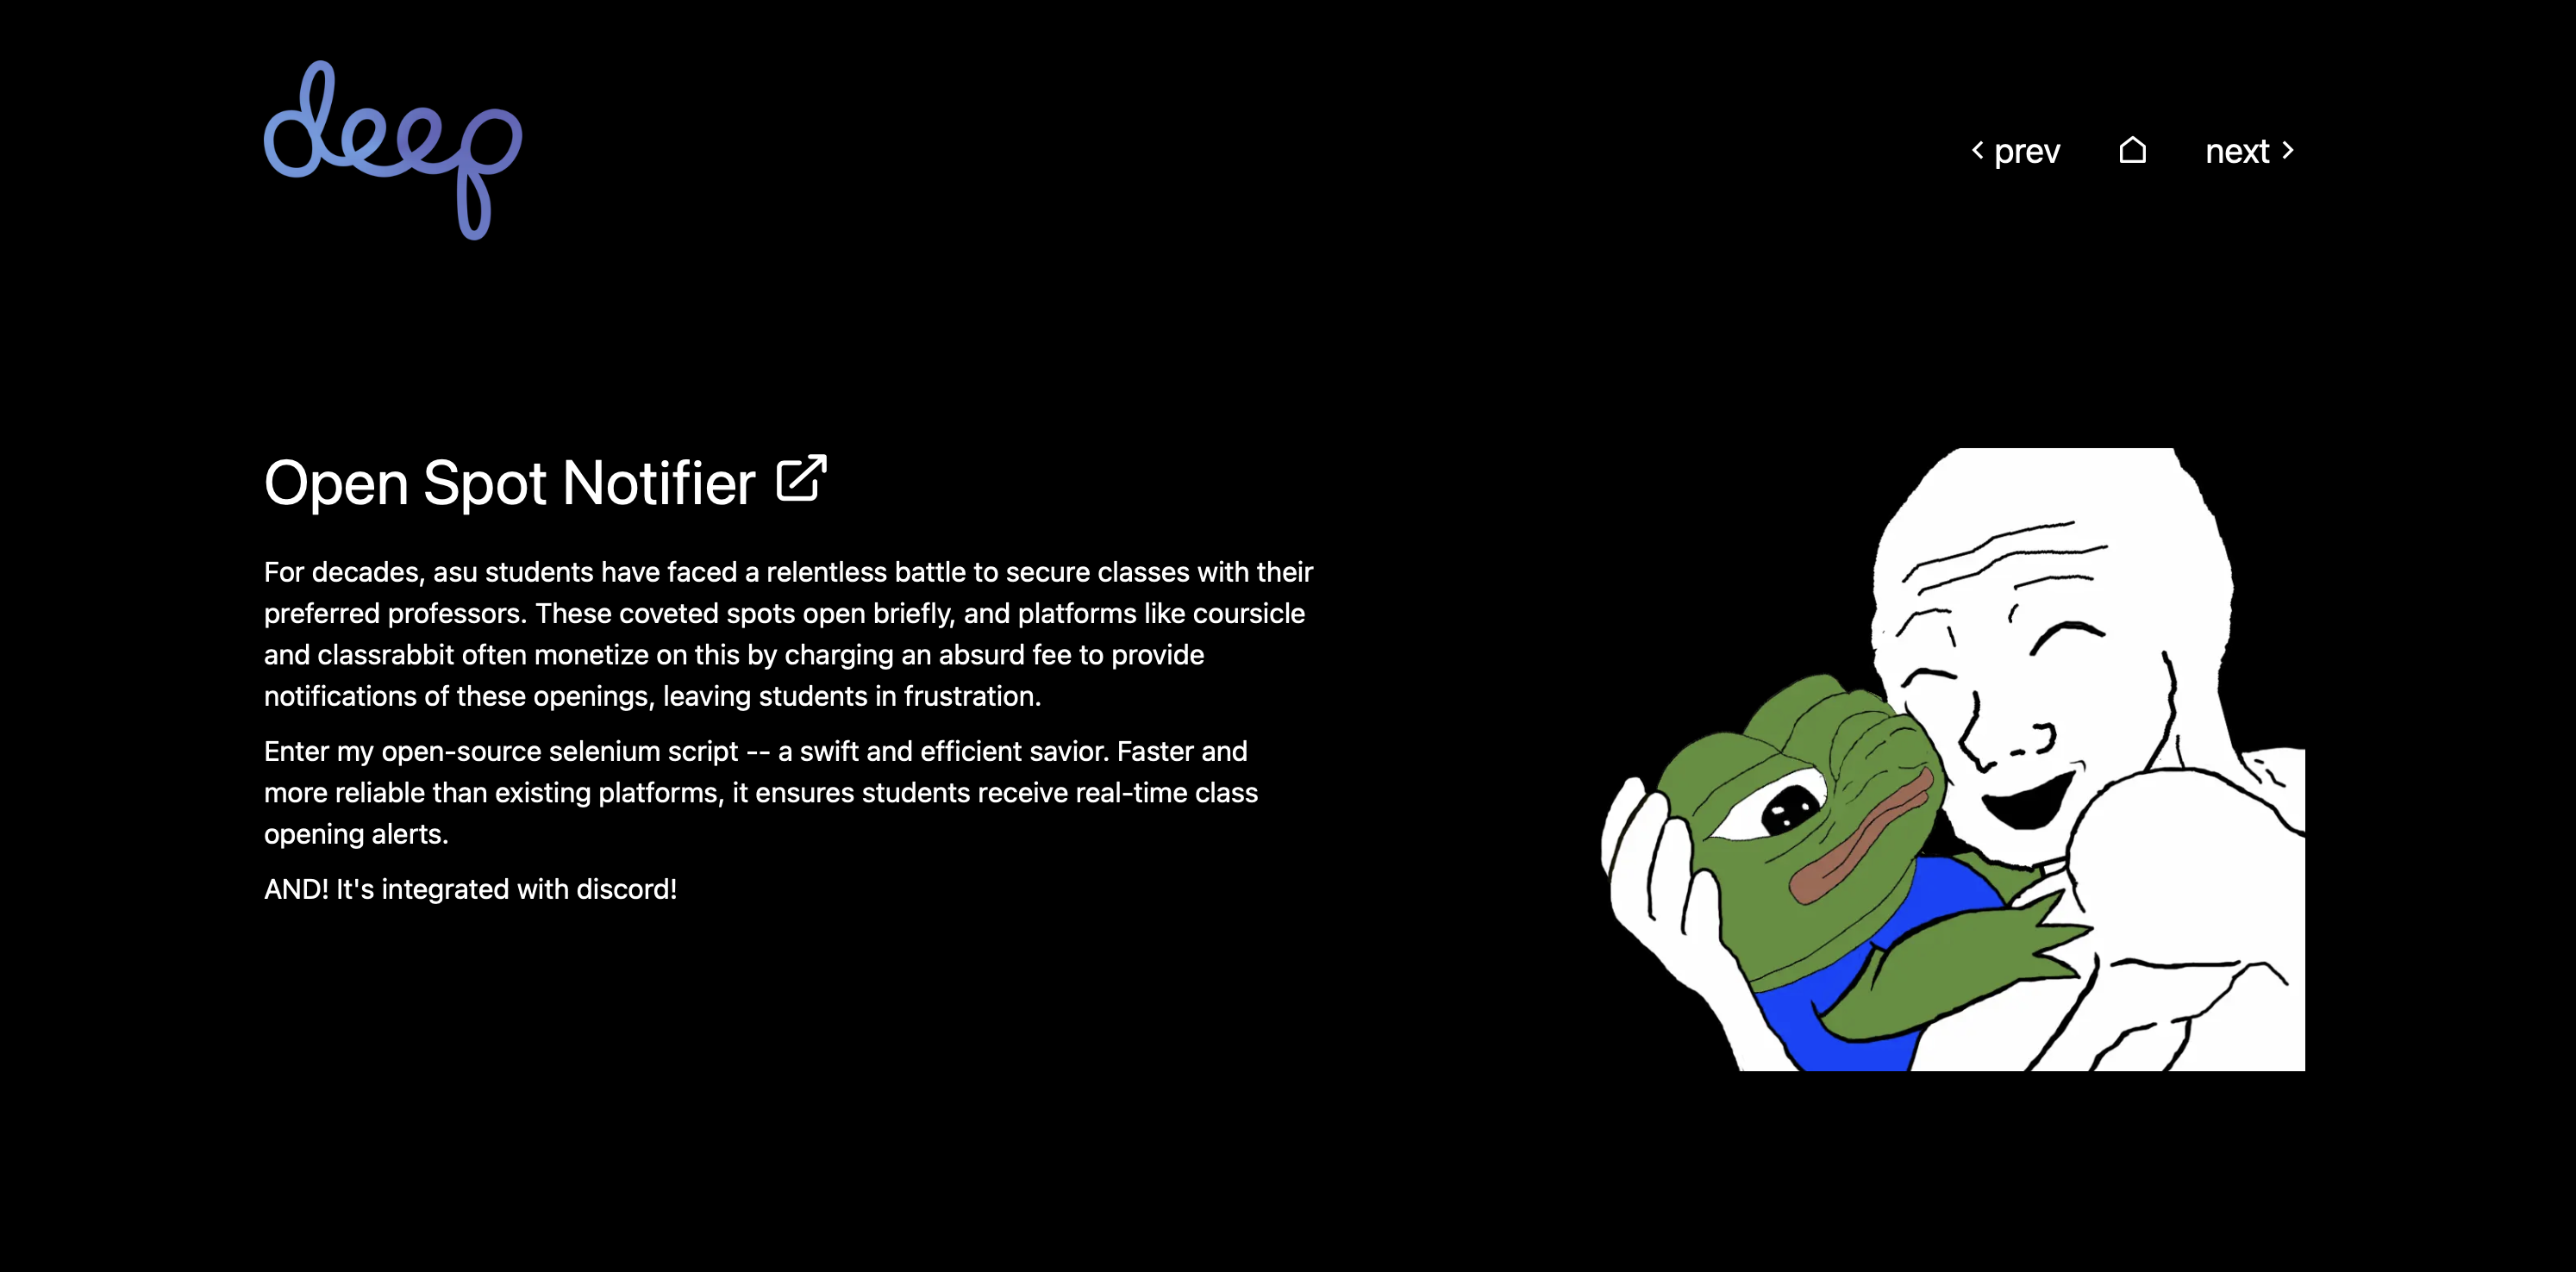 deep
prev
next
Open Spot Notifier
For decades, asu students have faced a relentless battle to secure classes with their
preferred professors. These coveted spots open briefly, and platforms like coursicle
and classrabbit often monetize on this by charging an absurd fee to provide
notifications of these openings, leaving students in frustration.
Enter my open-source selenium script -- a swift and efficient savior. Faster and
more reliable than existing platforms, it ensures students receive real-time class
opening alerts.
AND! It's integrated with discord!